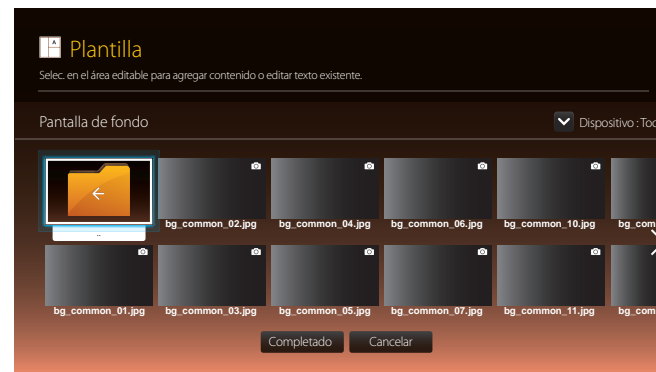 Plantilla
Selec. en el área editable para agregar contenido o editar texto existente.
Pantalla de fondo
Dispositivo : Toc
..
bg_common_02.jpg bg_common_04.jpg bg_common_06.jpg bg_common_10.jpg bg_com
bg_common_01.jpg bg_common_03.jpg bg_common_05.jpg bg_common_07.jpg bg_common_11.jpg bg_com
Completado Cancelar